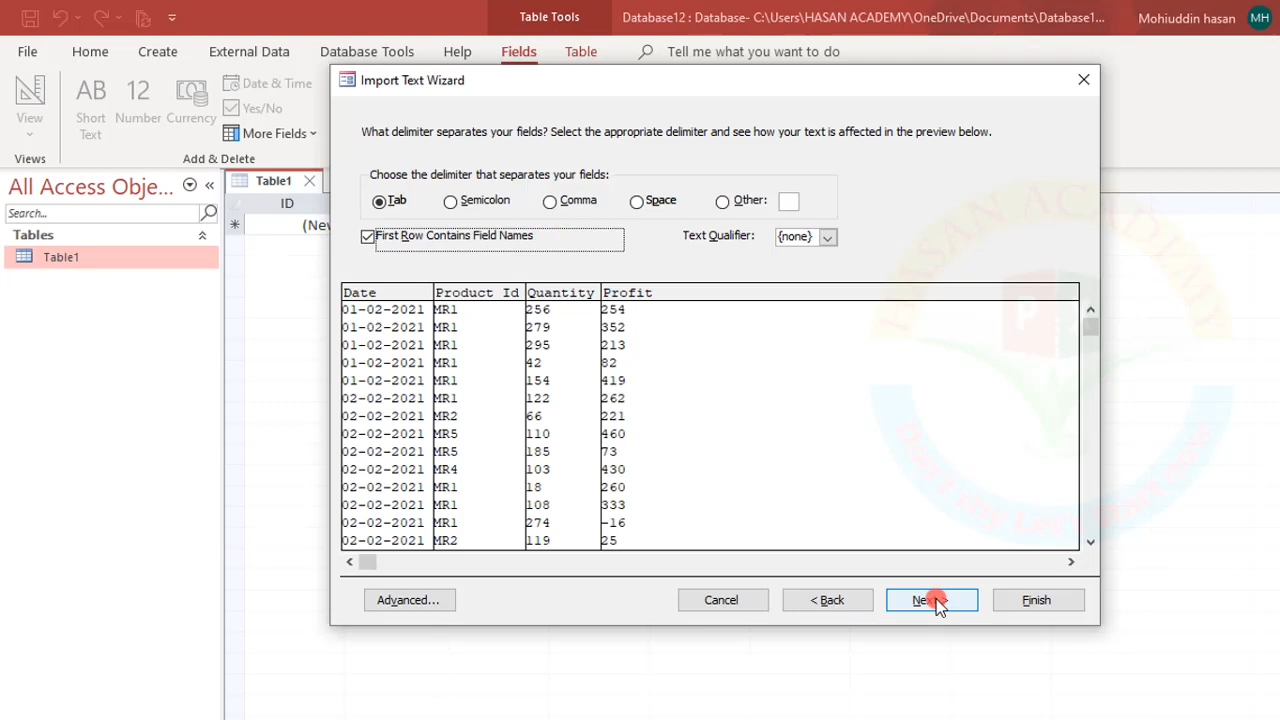 Table Tools
Database12 : Database- C:\Users\HASAN ACADEMY\OneDrive\Documents\Database1...
Mohiuddin hasan
MH
File
Home
Create
External Data
Database Tools
Help
Fields
Table
Tell me what you want to do
View
AB
Short
Text
12
Number
Currency
Date & Time
Yes/No
More Fields
Views
Add & Delete
All Access Obje...
Search...
Tables
Table1
Table1
ID
(New
Import Text Wizard
What delimiter separates your fields? Select the appropriate delimiter and see how your text is affected in the preview below.
Choose the delimiter that separates your fields:
Tab
Semicolon
Comma
Space
Other:
First Row Contains Field Names
Text Qualifier:
{none}
Date Product Id Quantity Profit
01-02-2021 MR1 256 254
01-02-2021 MR1 279 352
01-02-2021 MR1 295 213
01-02-2021 MR1 42 82
01-02-2021 MR1 154 419
02-02-2021 MR1 122 262
02-02-2021 MR2 66 221
02-02-2021 MR5 110 460
02-02-2021 MR5 185 73
02-02-2021 MR4 103 430
02-02-2021 MR1 18 260
02-02-2021 MR1 108 333
02-02-2021 MR1 274 -16
02-02-2021 MR2 119 25
Advanced...
Cancel
< Back
Next >
Finish
HASAN ACADEMY